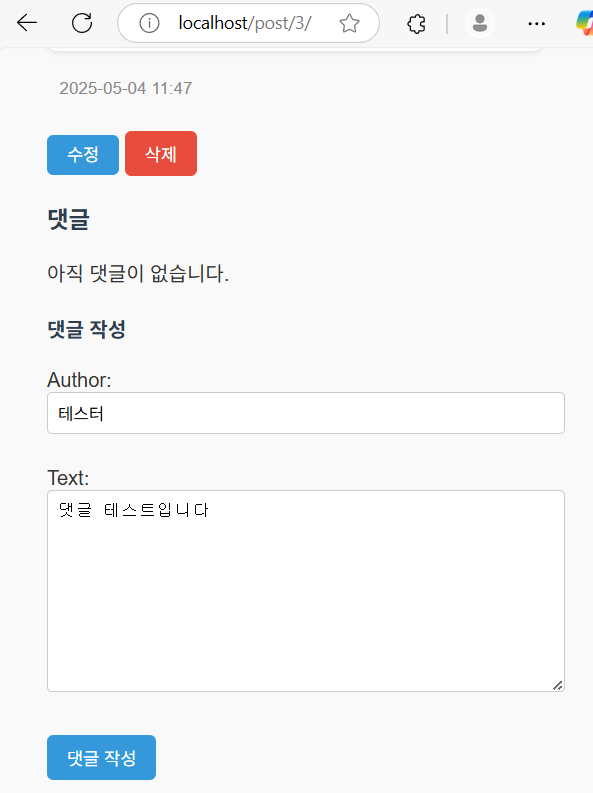 localhost/post/3/
2025-05-04 11:47
수정 삭제
댓글
아직 댓글이 없습니다.
댓글 작성
Author:
테스터
Text:
댓글 테스트입니다
댓글 작성